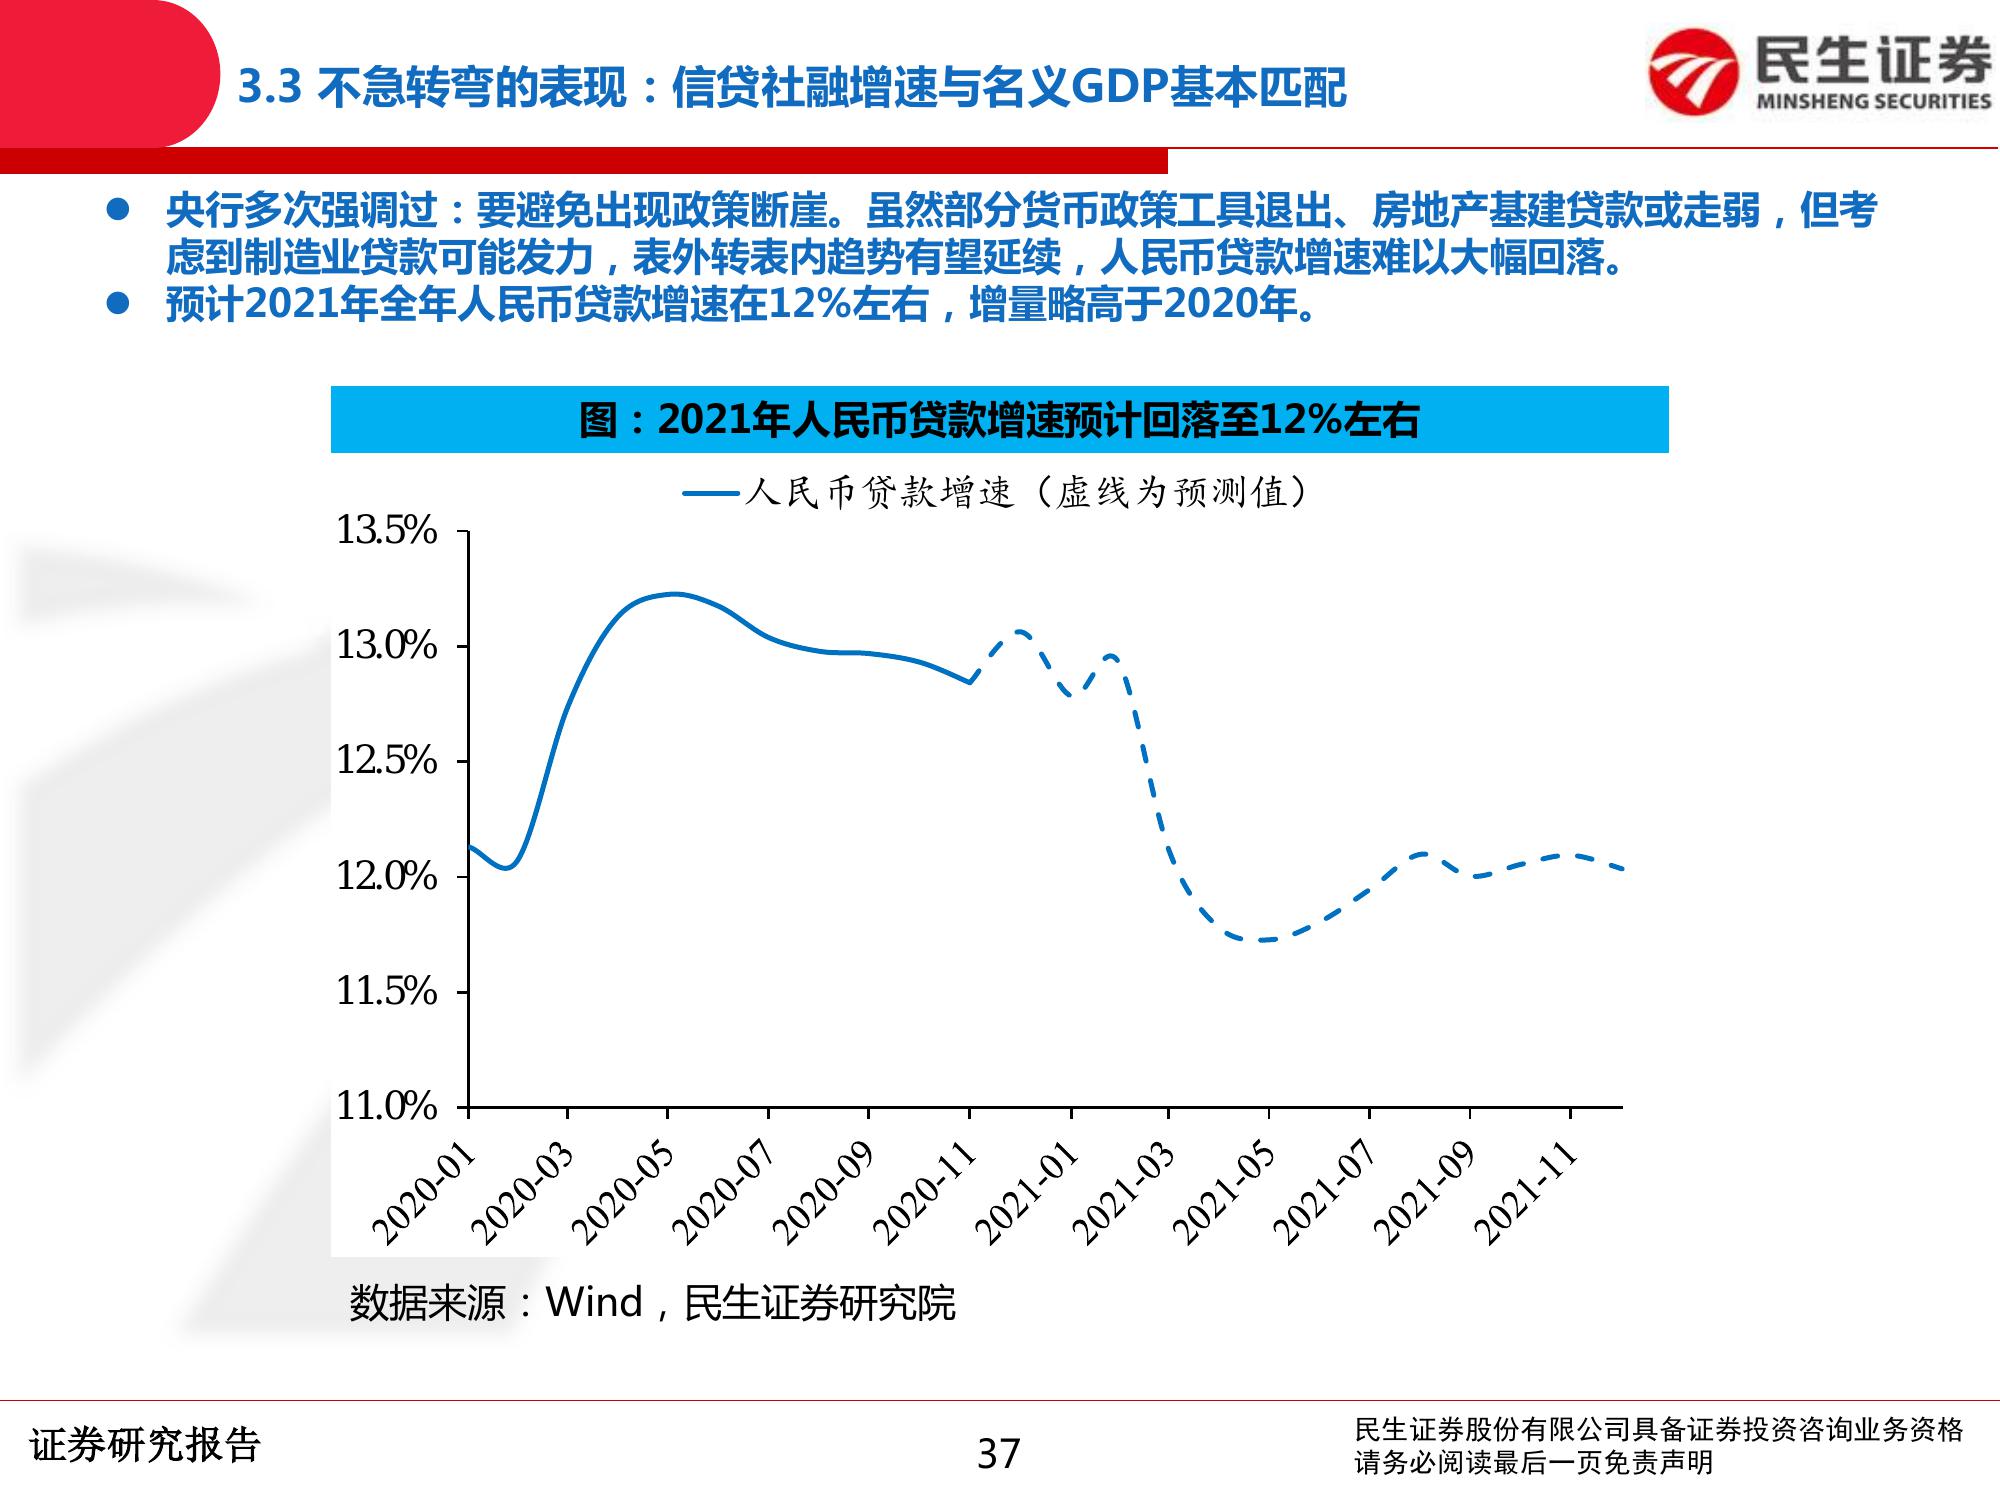 3.3 不急转弯的表现：信贷社融增速与名义GDP基本匹配
民生证券
MINSHENG SECURITIES
● 央行多次强调过：要避免出现政策断崖。虽然部分货币政策工具退出、房地产基建贷款或走弱，但考
虑到制造业贷款可能发力，表外转表内趋势有望延续，人民币贷款增速难以大幅回落。
● 预计2021年全年人民币贷款增速在12%左右，增量略高于2020年。
图：2021年人民币贷款增速预计回落至12%左右
人民币贷款增速（虚线为预测值）
13.5%
13.0%
12.5%
12.0%
11.5%
11.0%
2020-01
2020-03
2020-05
2020-07
2020-09
2020-11
2021-01
2021-03
2021-05
2021-07
2021-09
2021-11
数据来源：Wind，民生证券研究院
证券研究报告
37
民生证券股份有限公司具备证券投资咨询业务资格
请务必阅读最后一页免责声明